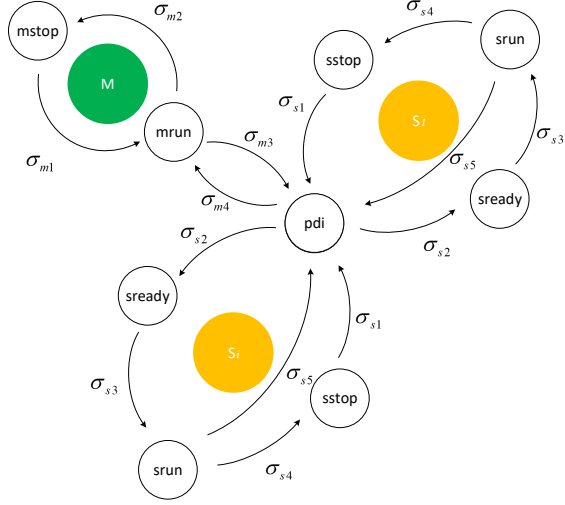 mstop
σm2
M
σm1
mrun
σm3
σm4
σs4
srun
sstop
σs1
S1
σs3
σs5
sready
pdi
σs2
σs2
sready
Si
σs1
σs3
σs5
sstop
srun
σs4